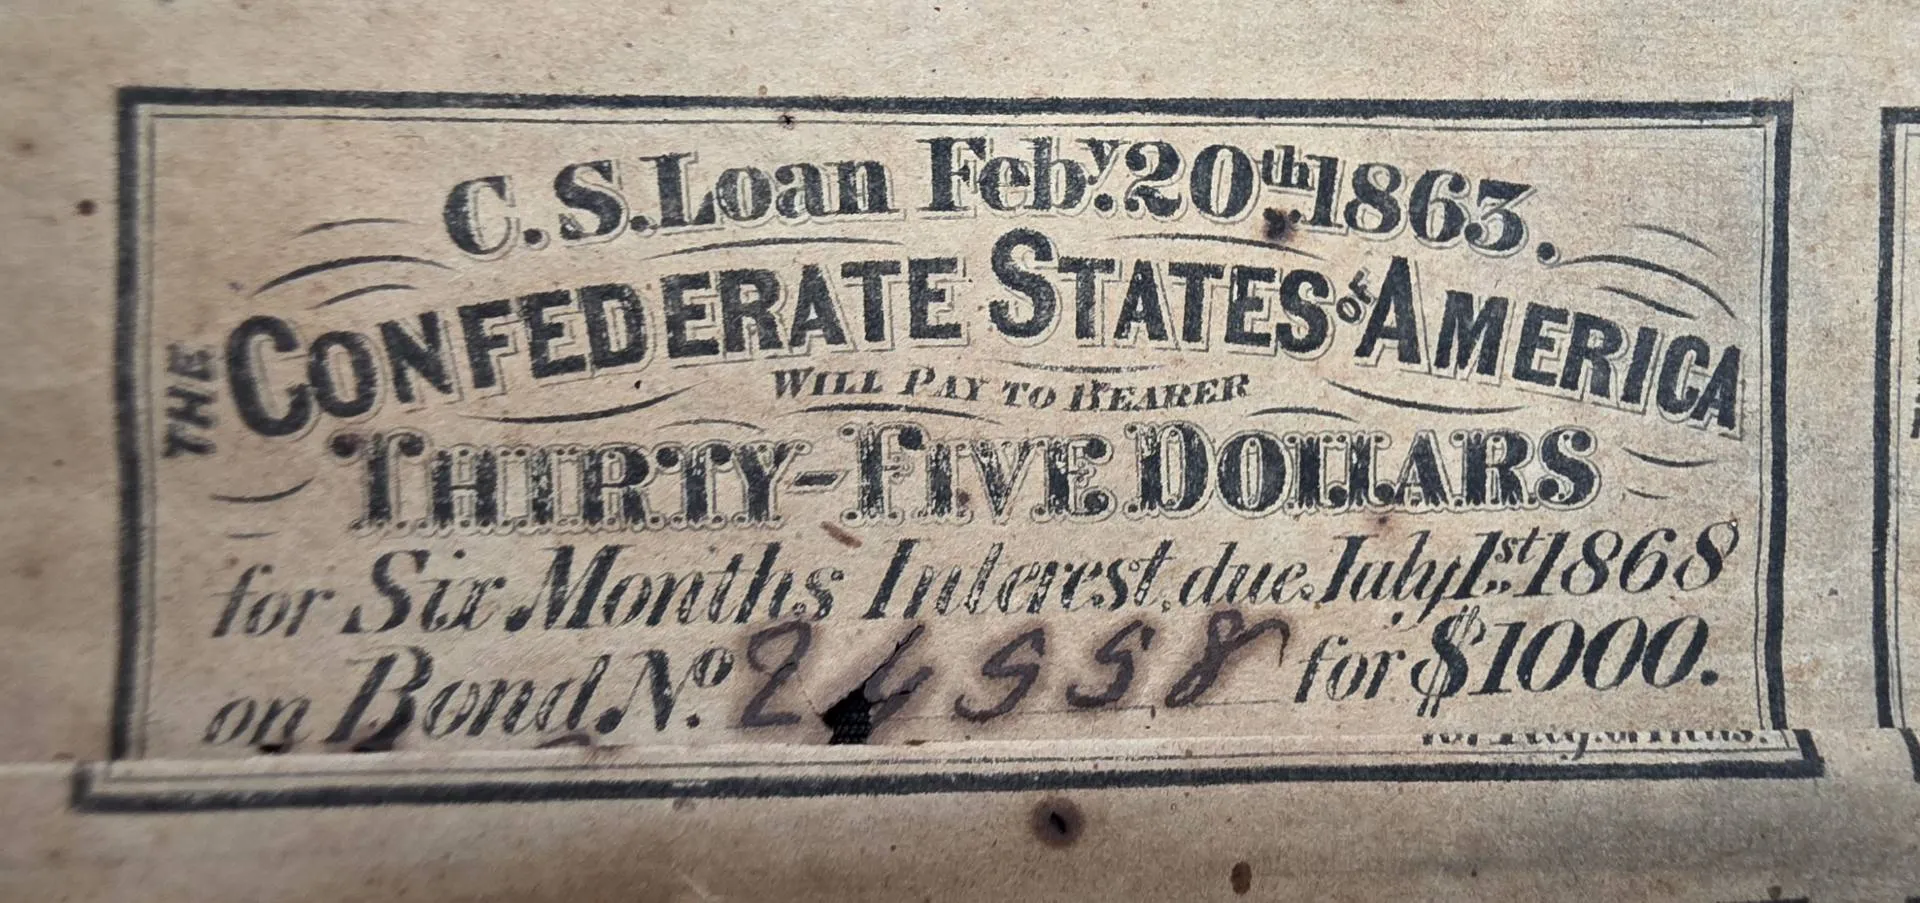 C. S. Loan Feb.y 20th 1863.
THE CONFEDERATE STATES OF AMERICA
WILL PAY TO BEARER
THIRTY-FIVE DOLLARS
for Six Months Interest, due July 1st 1868
on Bond No. 24558 for $1000.